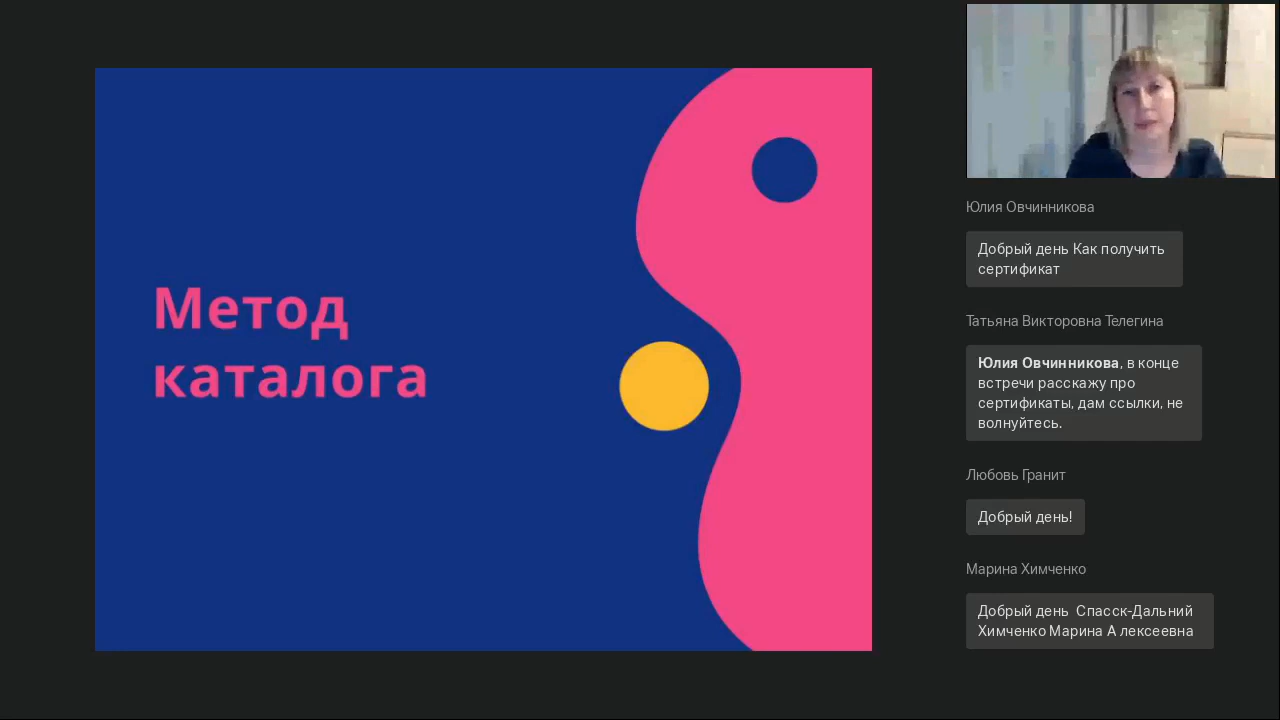 Метод
каталога
Юлия Овчинникова
Добрый день Как получить
сертификат
Татьяна Викторовна Телегина
Юлия Овчинникова, в конце
встречи расскажу про
сертификаты, дам ссылки, не
волнуйтесь.
Любовь Гранит
Добрый день!
Марина Химченко
Добрый день  Спасск-Дальний
Химченко Марина А лексеевна